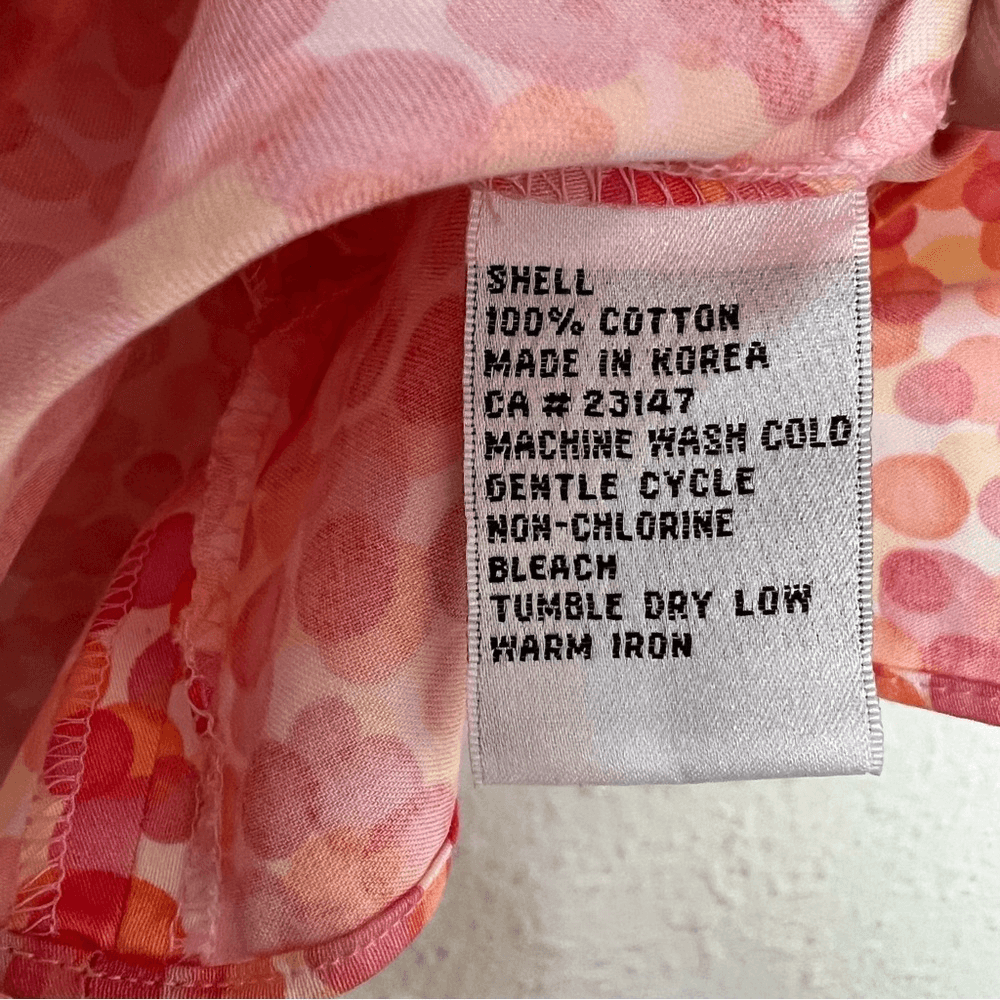 SHELL
100% COTTON
MADE IN KOREA
CA # 23147
MACHINE WASH COLD
GENTLE CYCLE
NON-CHLORINE
BLEACH
TUMBLE DRY LOW
WARM IRON